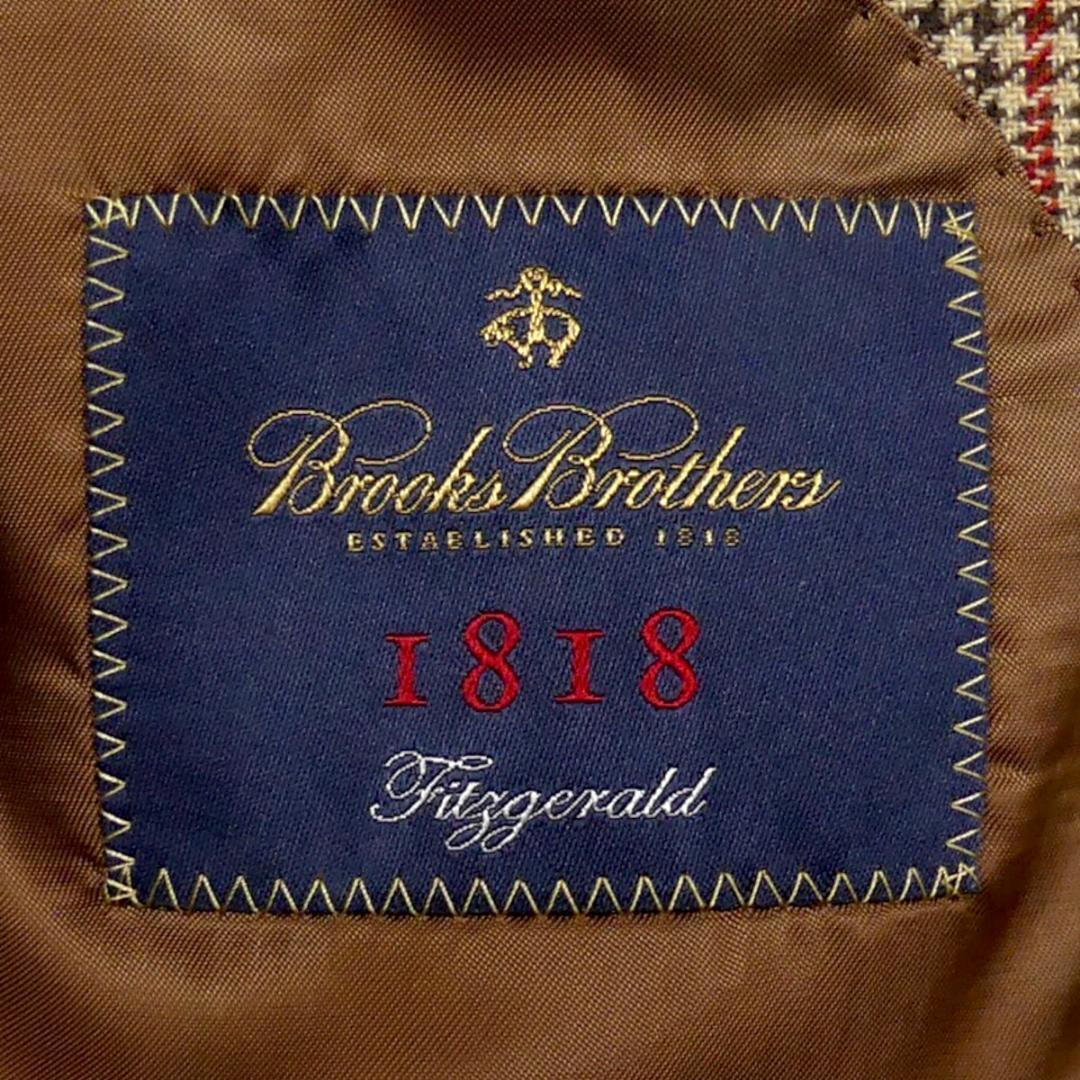 Brooks Brothers
ESTABLISHED 1818
1818
Fitzgerald